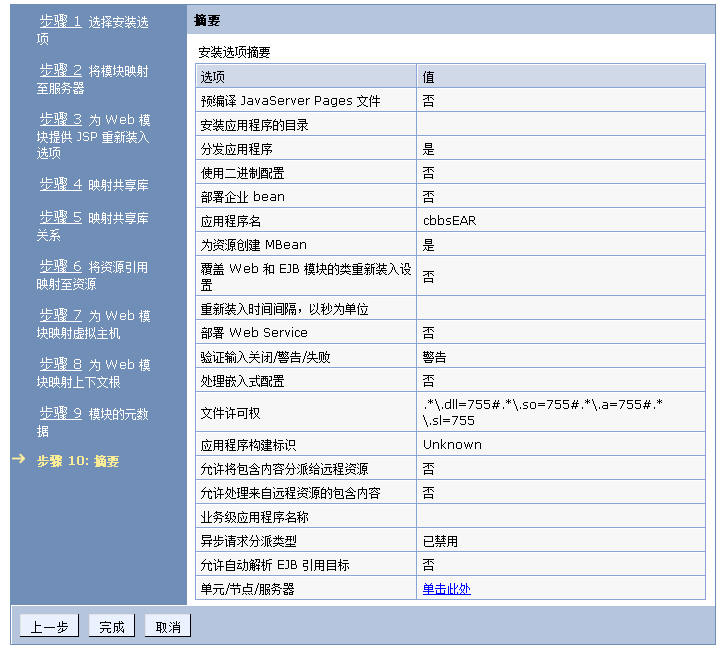 步骤 1 选择安装选
项
步骤 2 将模块映射
至服务器
步骤 3 为 Web 模
块提供 JSP 重新装入
选项
步骤 4 映射共享库
步骤 5 映射共享库
关系
步骤 6 将资源引用
映射至资源
步骤 7 为 Web 模
块映射虚拟主机
步骤 8 为 Web 模
块映射上下文根
步骤 9 模块的元数
据
步骤 10: 摘要
摘要
安装选项摘要
选项 值
预编译 JavaServer Pages 文件 否
安装应用程序的目录
分发应用程序 是
使用二进制配置 否
部署企业 bean 否
应用程序名 cbbsEAR
为资源创建 MBean 是
覆盖 Web 和 EJB 模块的类重新装入设
置 否
重新装入时间间隔，以秒为单位
部署 Web Service 否
验证输入关闭/警告/失败 警告
处理嵌入式配置 否
文件许可权 .*\.dll=755#.*\.so=755#.*\.a=755#.*
\.sl=755
应用程序构建标识 Unknown
允许将包含内容分派给远程资源 否
允许处理来自远程资源的包含内容 否
业务级应用程序名称
异步请求分派类型 已禁用
允许自动解析 EJB 引用目标 否
单元/节点/服务器 单击此处
上一步 完成 取消